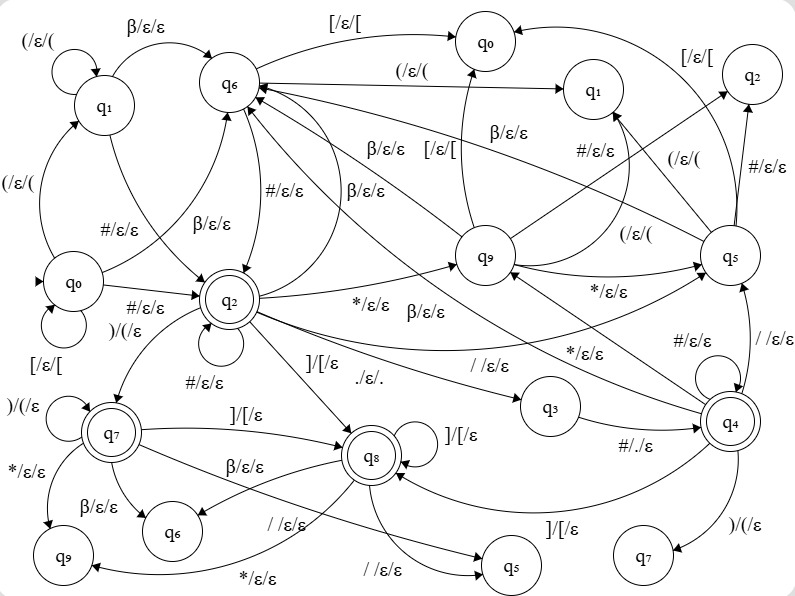 [/ε/[
(/ε/(
β/ε/ε
q₀
q₁
q₆
(/ε/(
q₁
[/ε/[
q₂
β/ε/ε
[/ε/[
β/ε/ε
#/ε/ε
(/ε/(
#/ε/ε
(/ε/(
#/ε/ε
β/ε/ε
#/ε/ε
β/ε/ε
(/ε/(
q₀
q₂
q₉
q₅
#/ε/ε
*/ε/ε
β/ε/ε
*/ε/ε
)/(/ε
#/ε/ε
[/ε/[
]/[/ε
./ε/.
/ /ε/ε
*/ε/ε
#/ε/ε
/ /ε/ε
q₃
q₄
)/(/ε
q₇
]/[/ε
]/[/ε
#/./ε
q₈
*/ε/ε
β/ε/ε
β/ε/ε
q₆
/ /ε/ε
]/[/ε
)/(/ε
q₉
*/ε/ε
/ /ε/ε
q₅
q₇